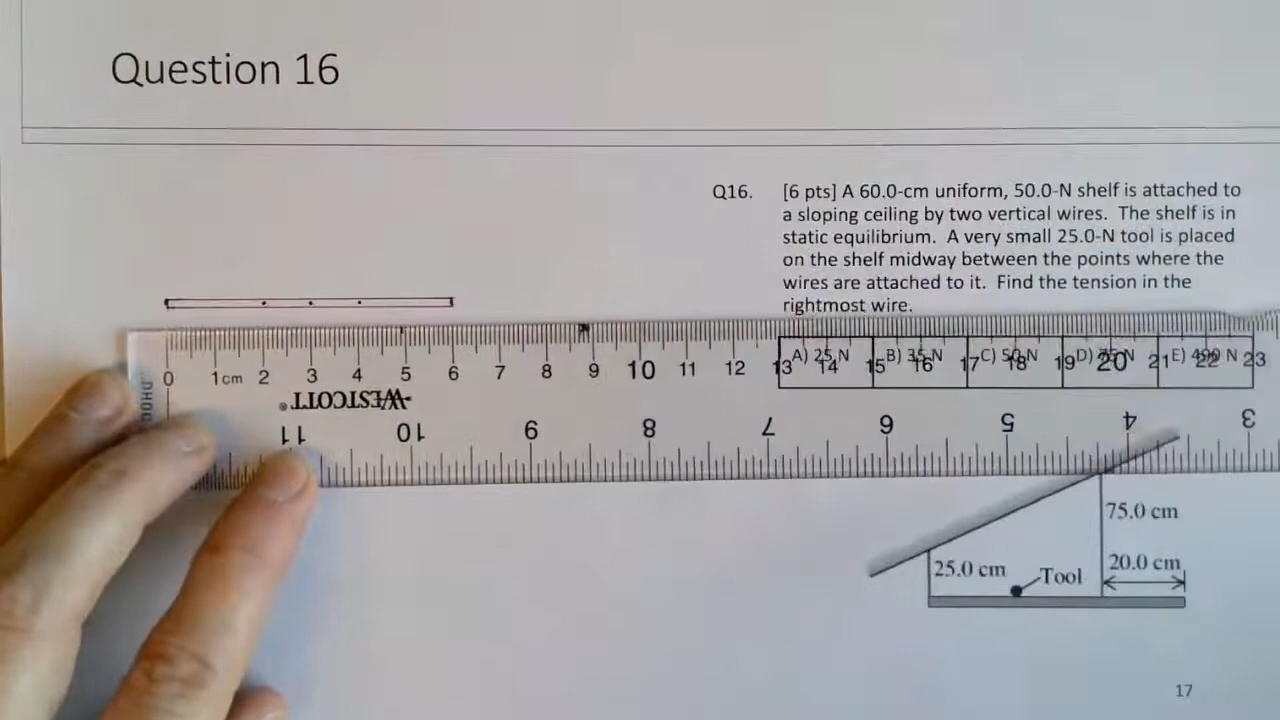 Question 16
Q16. [6 pts] A 60.0-cm uniform, 50.0-N shelf is attached to
a sloping ceiling by two vertical wires. The shelf is in
static equilibrium. A very small 25.0-N tool is placed
on the shelf midway between the points where the
wires are attached to it. Find the tension in the
rightmost wire.
A) 25 N B) 35 N C) 50 N D) 75 N E)
0 1cm 2 3 4 5 6 7 8 9 10 11 12 13 14 15 16 17 18 19 20 21 22 23
WESTCOTT®
11 10 9 8 7 6 5 4 3
75.0 cm
25.0 cm
Tool
20.0 cm
17